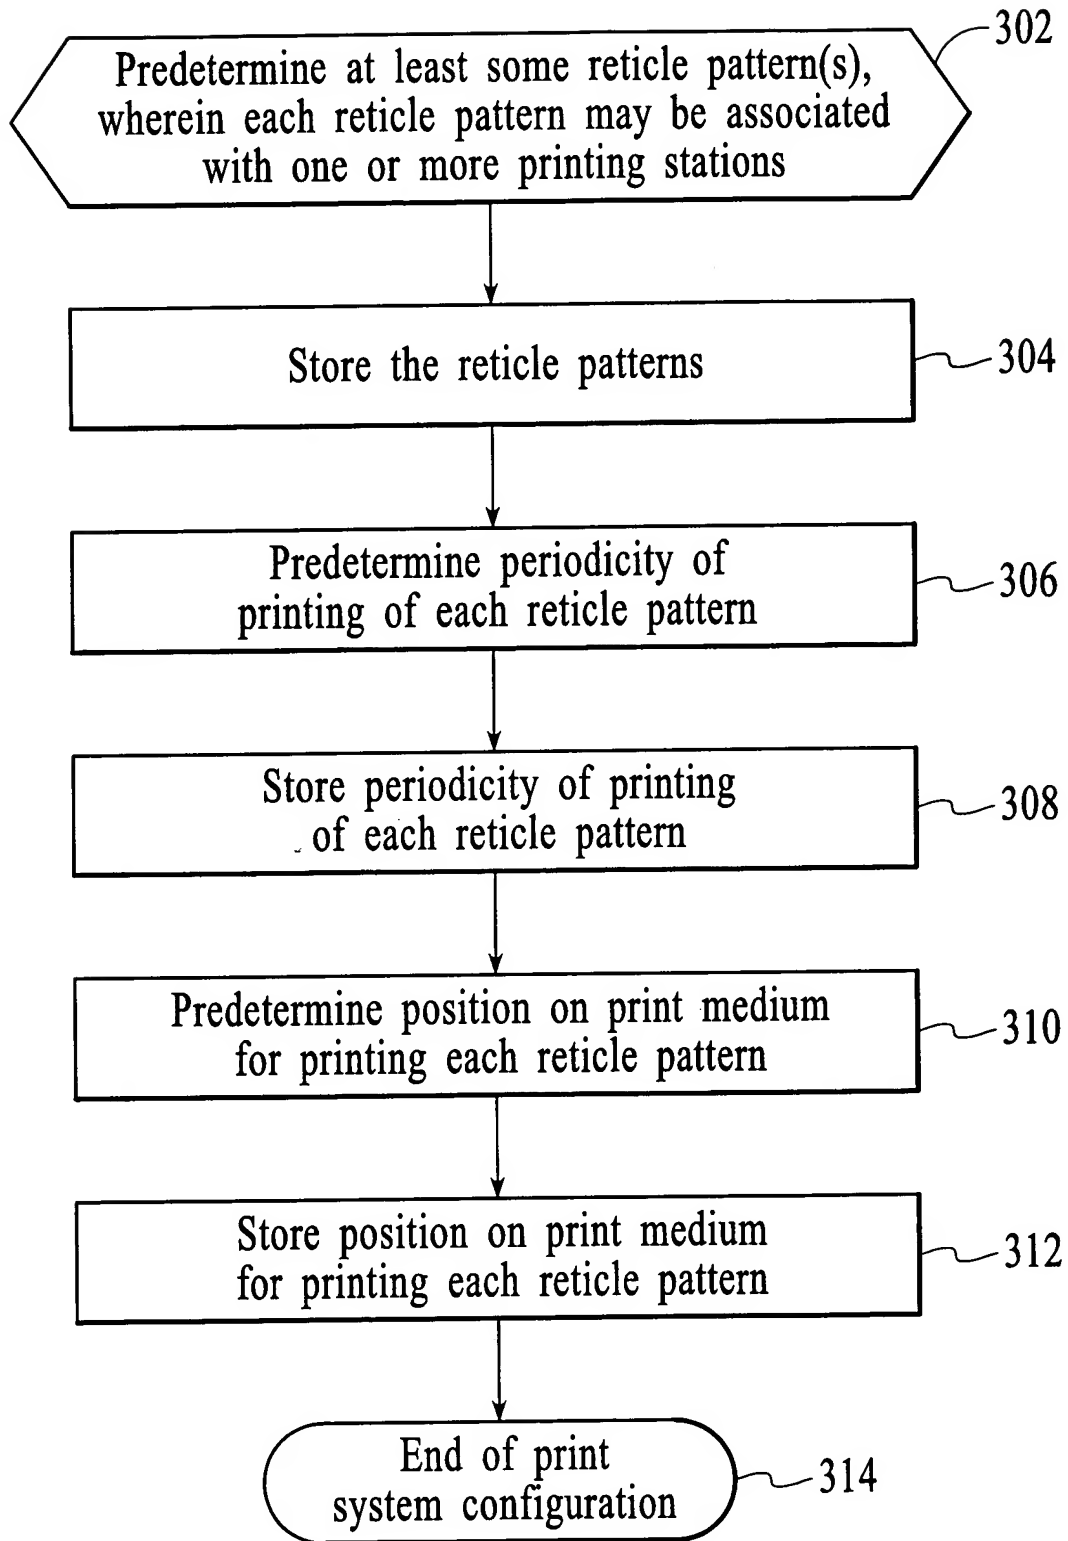 302
Predetermine at least some reticle pattern(s),
wherein each reticle pattern may be associated
with one or more printing stations
Store the reticle patterns
304
Predetermine periodicity of
printing of each reticle pattern
306
Store periodicity of printing
of each reticle pattern
308
Predetermine position on print medium
for printing each reticle pattern
310
Store position on print medium
for printing each reticle pattern
312
End of print
system configuration
314